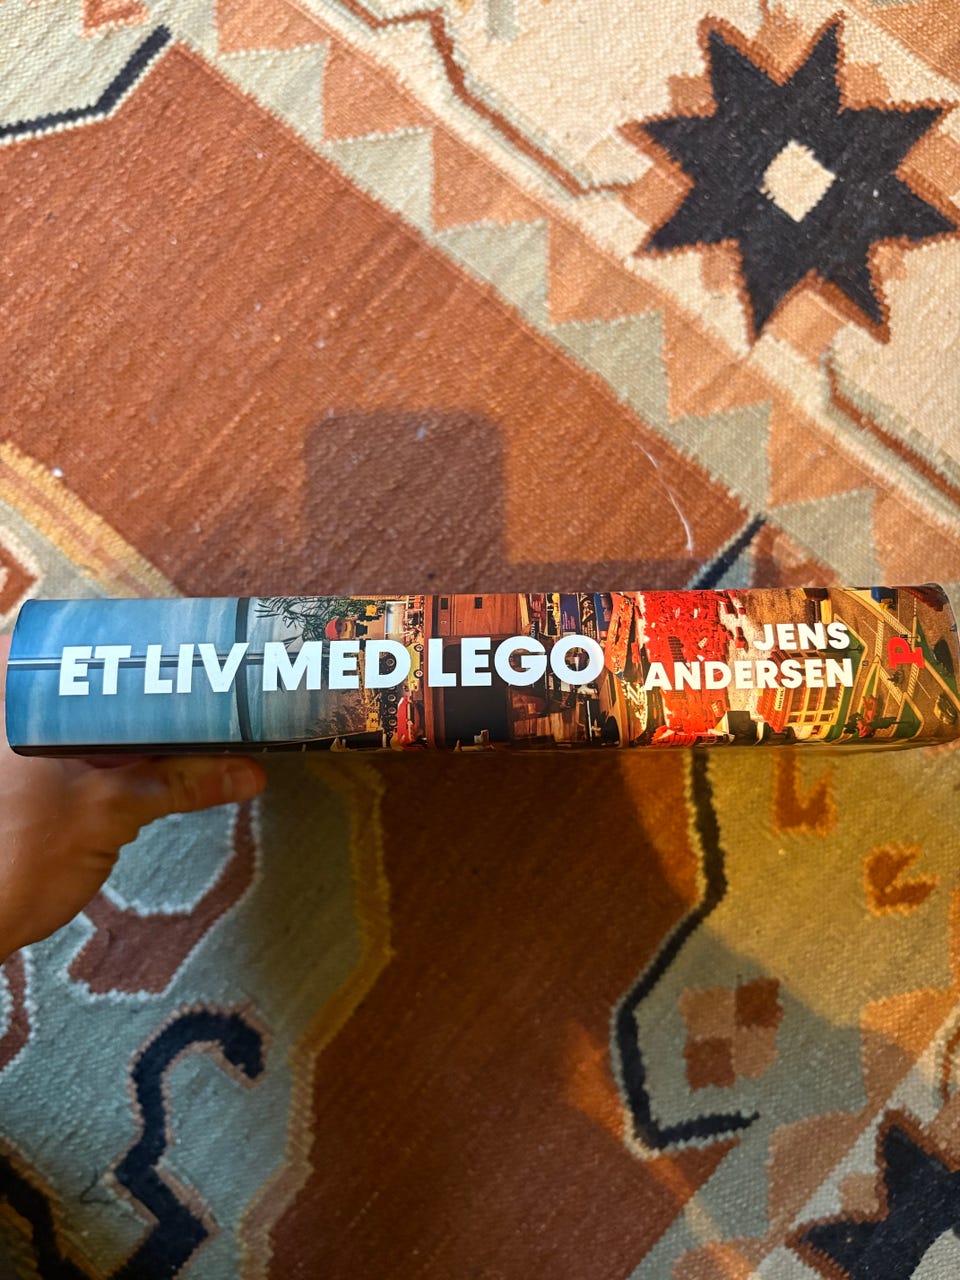 ET LIV MED LEGO
JENS
ANDERSEN
P